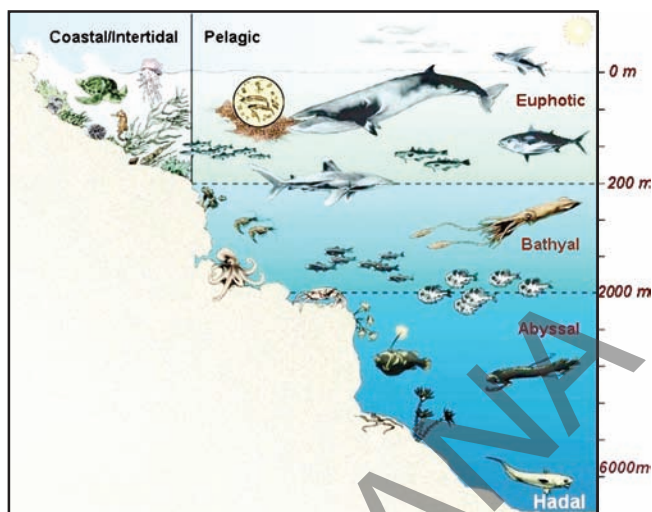 Coastal/Intertidal
Pelagic
0 m
Euphotic
200 m
Bathyal
2000 m
Abyssal
6000m
Hadal